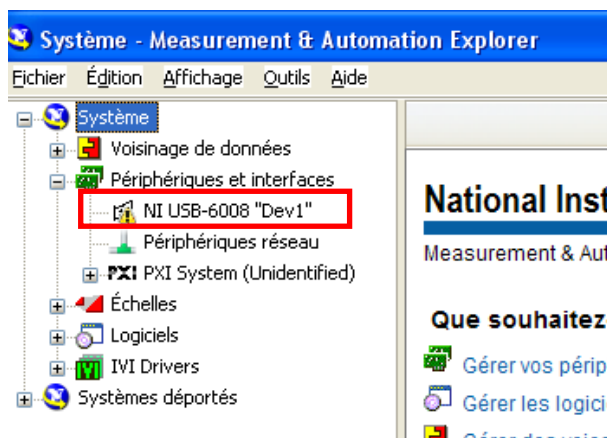 Système - Measurement & Automation Explorer
Fichier Édition Affichage Outils Aide
Système
Voisinage de données
Périphériques et interfaces
NI USB-6008 "Dev1"
Périphériques réseau
PXI PXI System (Unidentified)
Échelles
Logiciels
IVI Drivers
Systèmes déportés
National Inst
Measurement & Aut
Que souhaitez
Gérer vos périp
Gérer les logici